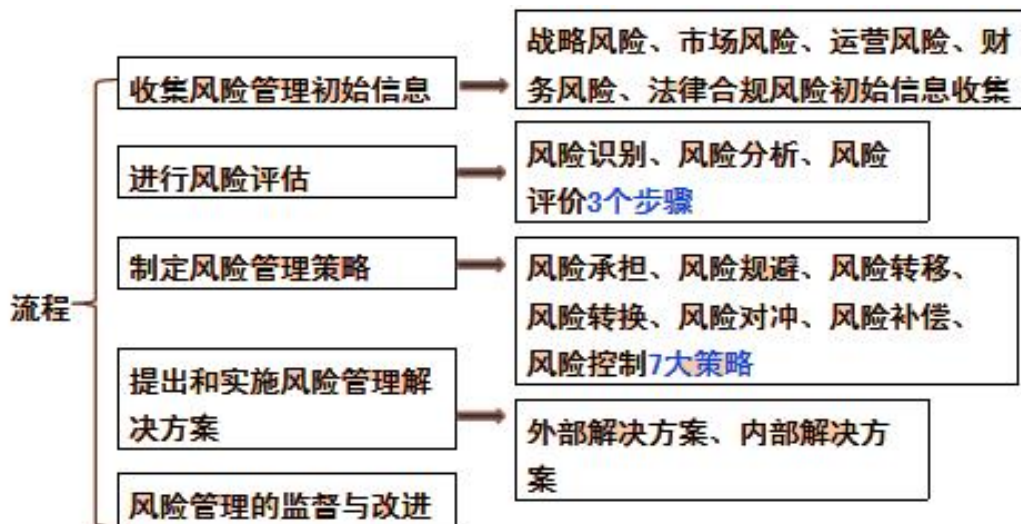 流程
收集风险管理初始信息
战略风险、市场风险、运营风险、财
务风险、法律合规风险初始信息收集
进行风险评估
风险识别、风险分析、风险
评价3个步骤
制定风险管理策略
风险承担、风险规避、风险转移、
风险转换、风险对冲、风险补偿、
风险控制7大策略
提出和实施风险管理解
决方案
外部解决方案、内部解决方
案
风险管理的监督与改进